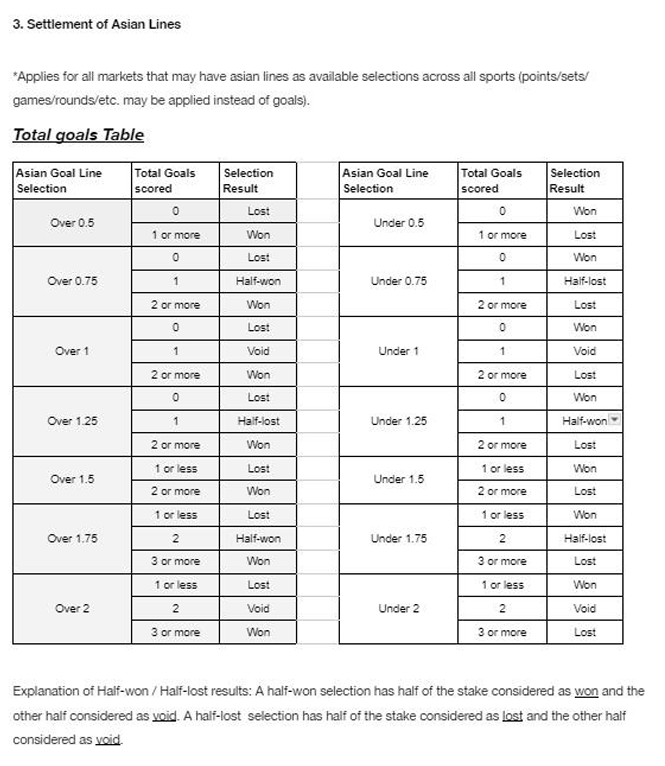 3. Settlement of Asian Lines
*Applies for all markets that may have asian lines as available selections across all sports (points/sets/
games/rounds/etc. may be applied instead of goals).
Total goals Table
Asian Goal Line Selection Total Goals scored Selection Result Asian Goal Line Selection Total Goals scored Selection Result
Over 0.5 0 Lost Under 0.5 0 Won
1 or more Won 1 or more Lost
Over 0.75 0 Lost Under 0.75 0 Won
1 Half-won 1 Half-lost
2 or more Won 2 or more Lost
Over 1 0 Lost Under 1 0 Won
1 Void 1 Void
2 or more Won 2 or more Lost
Over 1.25 0 Lost Under 1.25 0 Won
1 Half-lost 1 Half-won
2 or more Won 2 or more Lost
Over 1.5 1 or less Lost Under 1.5 1 or less Won
2 or more Won 2 or more Lost
Over 1.75 1 or less Lost Under 1.75 1 or less Won
2 Half-won 2 Half-lost
3 or more Won 3 or more Lost
Over 2 1 or less Lost Under 2 1 or less Won
2 Void 2 Void
3 or more Won 3 or more Lost
Explanation of Half-won / Half-lost results: A half-won selection has half of the stake considered as won and the
other half considered as void. A half-lost selection has half of the stake considered as lost and the other half
considered as void.